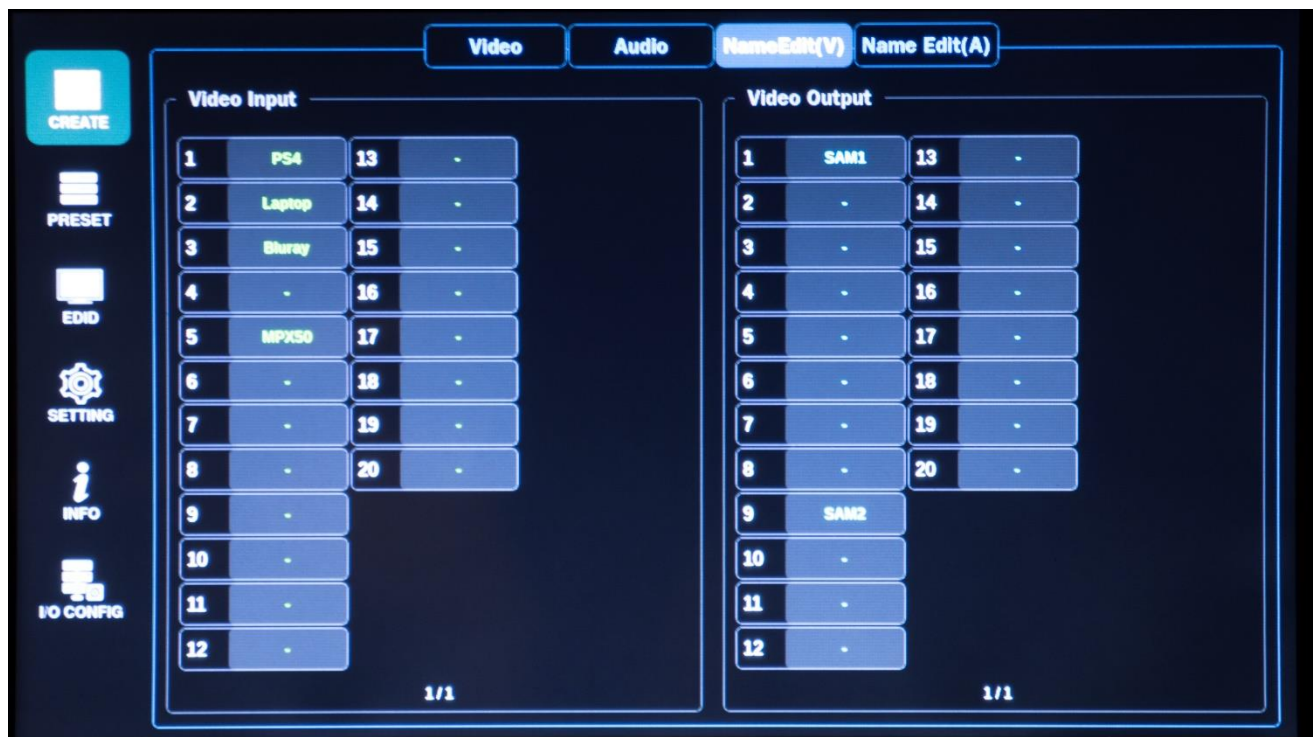 Video Audio NameEdit(V) Name Edit(A)
CREATE
PRESET
EDID
SETTING
INFO
I/O CONFIG
Video Input
1 PS4 13 -
2 Laptop 14 -
3 Bluray 15 -
4 - 16 -
5 MPX50 17 -
6 - 18 -
7 - 19 -
8 - 20 -
9 -
10 -
11 -
12 -
1/1
Video Output
1 SAM1 13 -
2 - 14 -
3 - 15 -
4 - 16 -
5 - 17 -
6 - 18 -
7 - 19 -
8 - 20 -
9 SAM2
10 -
11 -
12 -
1/1